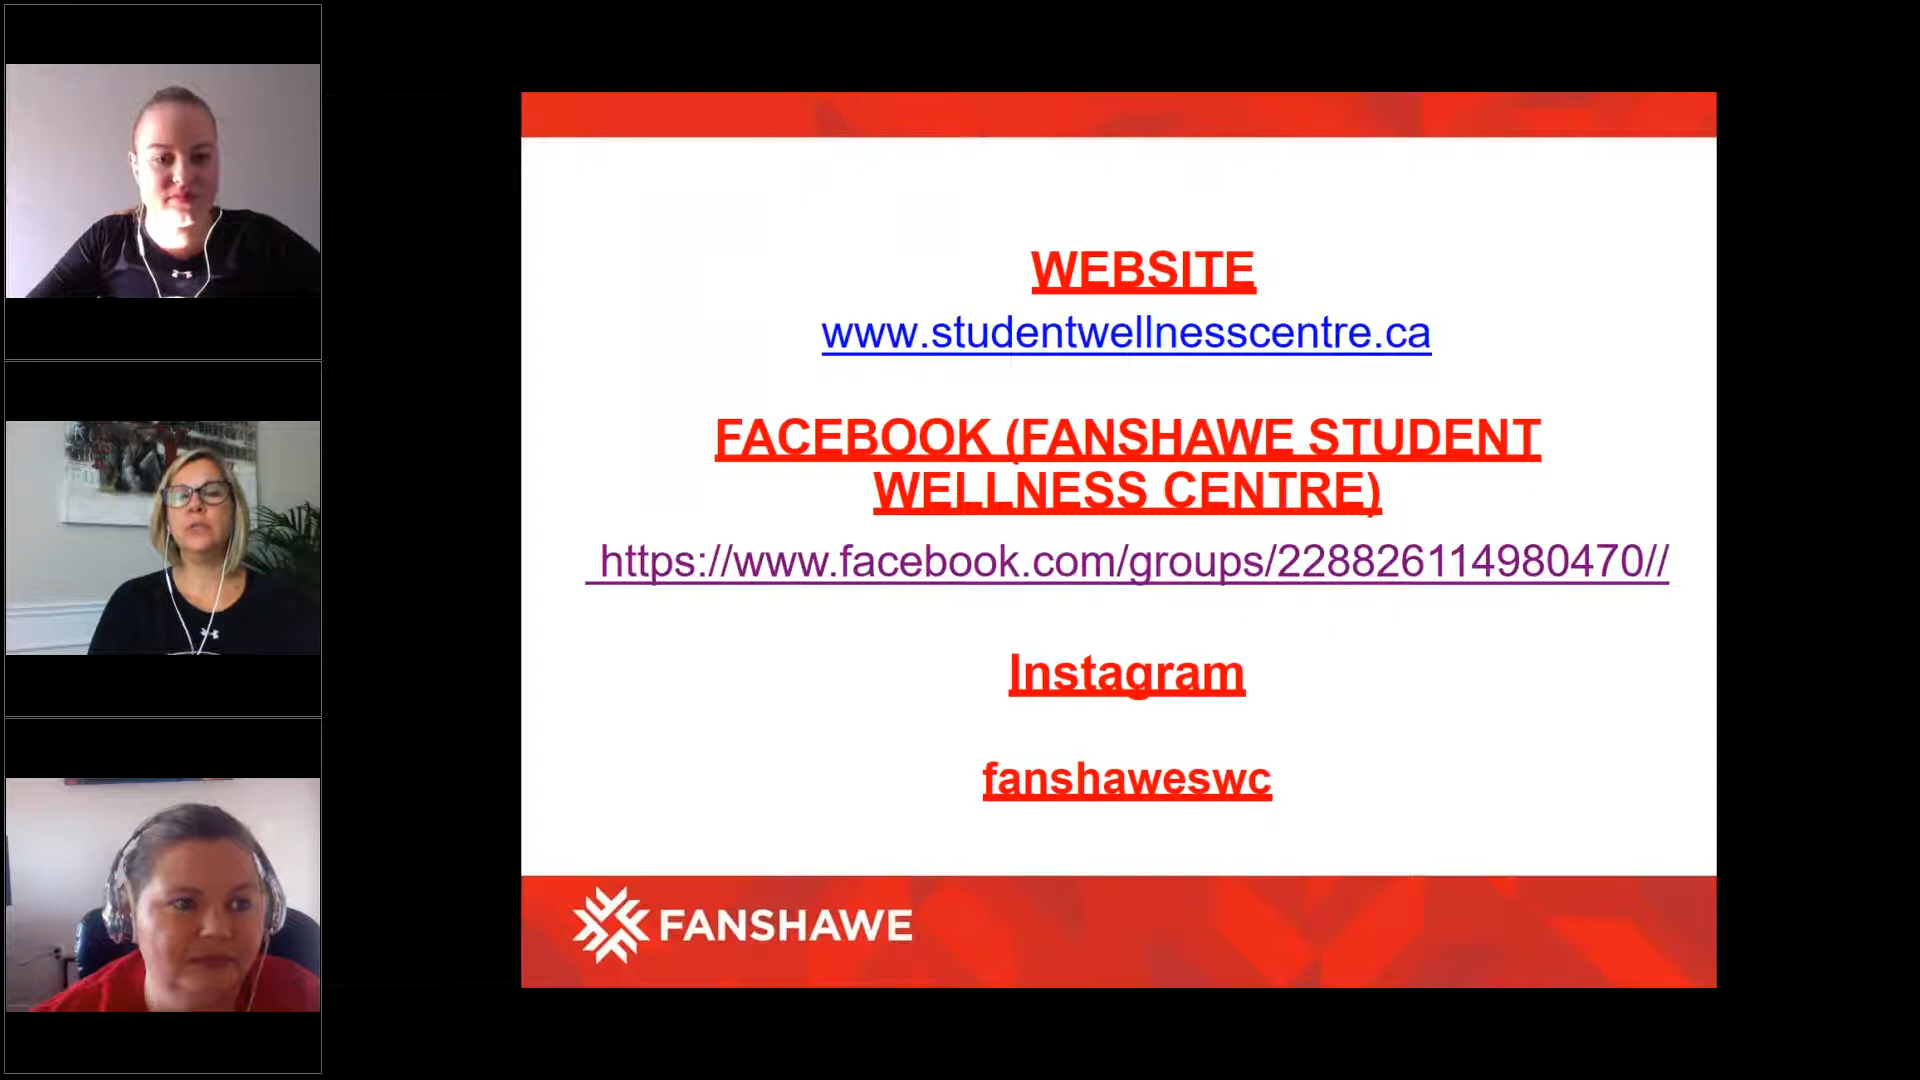 WEBSITE
www.studentwellnesscentre.ca
FACEBOOK (FANSHAWE STUDENT
WELLNESS CENTRE)
https://www.facebook.com/groups/228826114980470//
Instagram
fanshaweswc
FANSHAWE